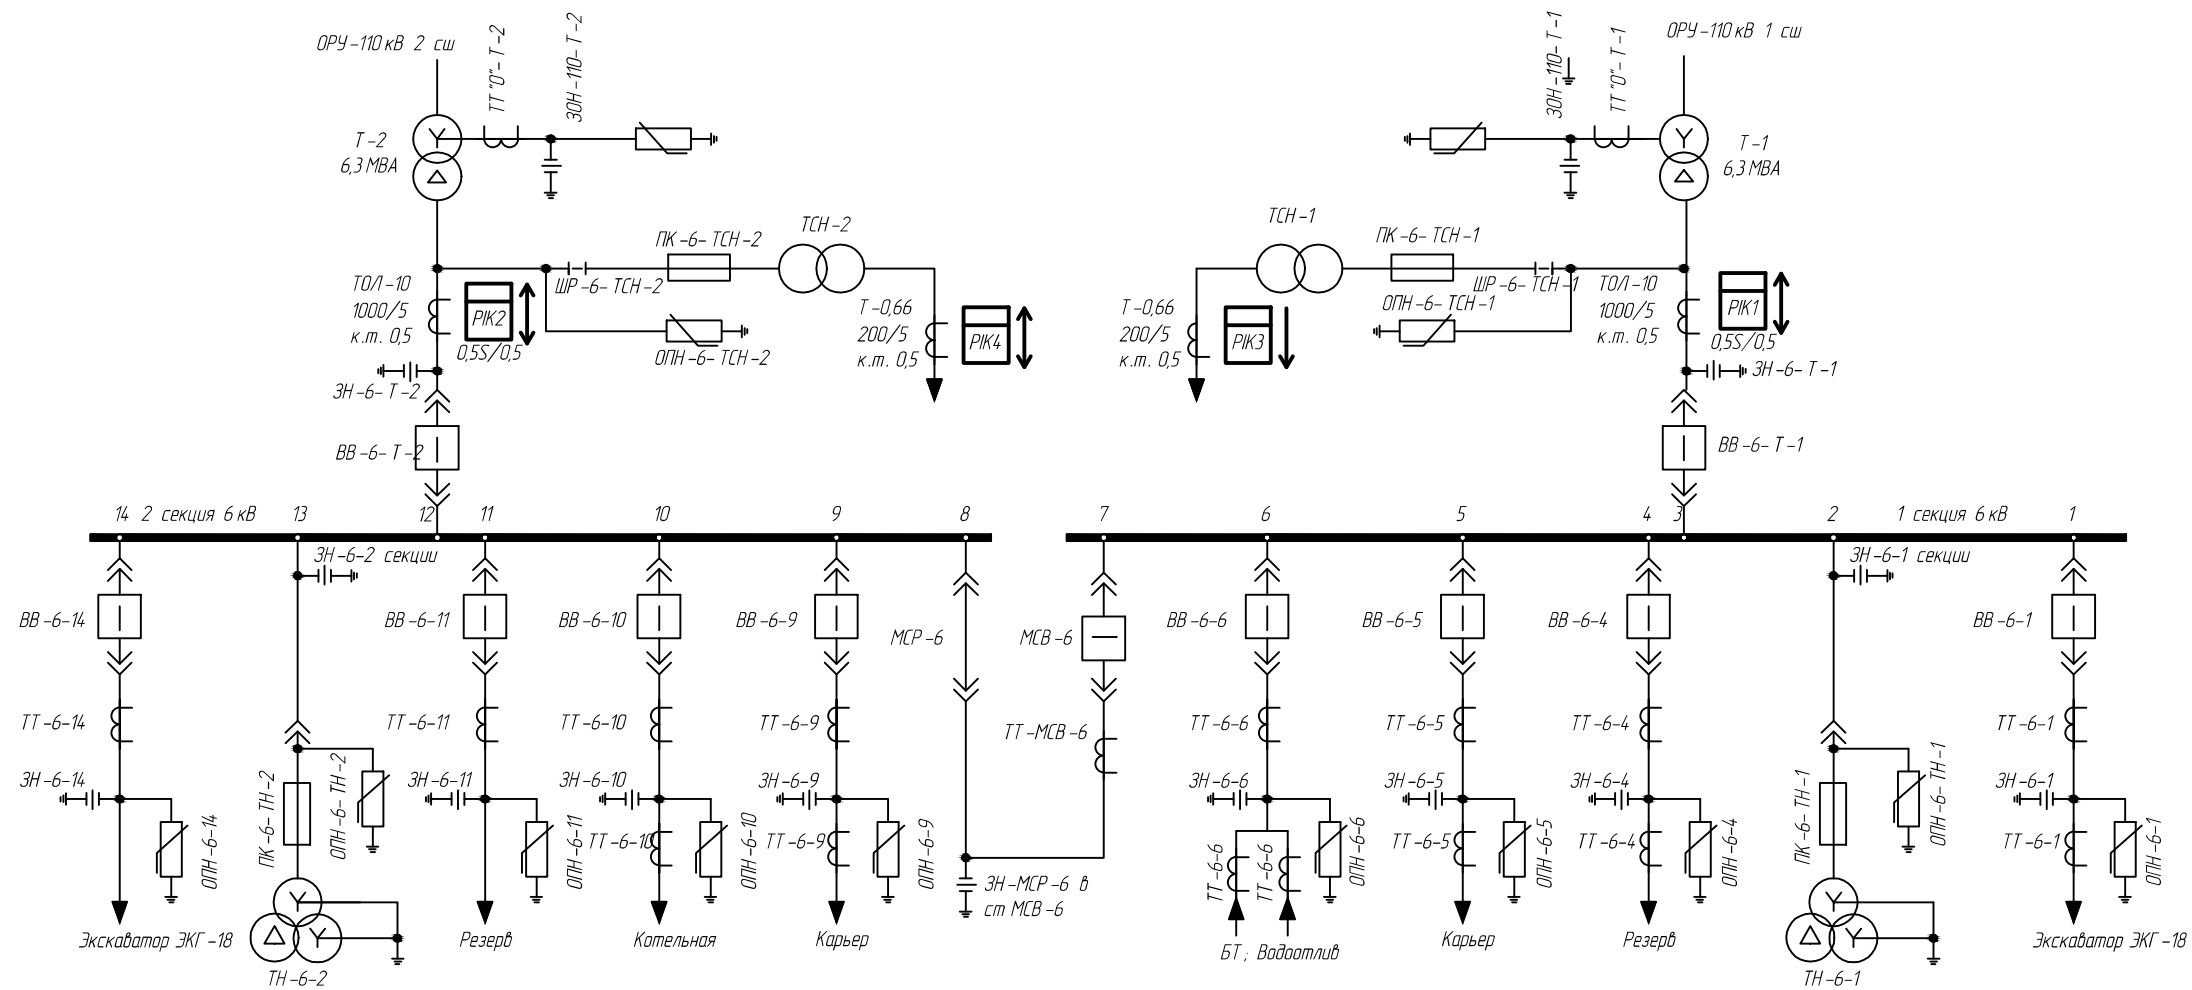 ОРУ-110 кВ 2 сш
ТТ "0"-Т-2
ЗОН-110-Т-2
ЗОН-110-Т-1
ТТ "0"-Т-1
ОРУ-110 кВ 1 сш
Т-2
6,3 МВА
Т-1
6,3 МВА
ПК-6-ТСН-2
ТСН-2
ТСН-1
ПК-6-ТСН-1
ТОЛ-10
1000/5
к.т. 0,5
PIK2
0,5S/0,5
ШР-6-ТСН-2
ОПН-6-ТСН-2
Т-0,66
200/5
к.т. 0,5
PIK4
Т-0,66
200/5
к.т. 0,5
PIK3
ШР-6-ТСН-1
ОПН-6-ТСН-1
ТОЛ-10
1000/5
к.т. 0,5
PIK1
0,5S/0,5
ЗН-6-Т-2
ЗН-6-Т-1
ВВ-6-Т-2
ВВ-6-Т-1
14 2 секция 6 кВ 13 12 11 10 9 8 7 6 5 4 3 2 1 секция 6 кВ 1
ЗН-6-2 секции
ЗН-6-1 секции
ВВ-6-14
ВВ-6-11
ВВ-6-10
ВВ-6-9
МСР-6
МСВ-6
ВВ-6-6
ВВ-6-5
ВВ-6-4
ВВ-6-1
ТТ-6-14
ТТ-6-11
ТТ-6-10
ТТ-6-9
ТТ-МСВ-6
ТТ-6-6
ТТ-6-5
ТТ-6-4
ТТ-6-1
ЗН-6-14
ПК-6-ТН-2
ОПН-6-ТН-2
ЗН-6-11
ЗН-6-10
ЗН-6-9
ЗН-6-6
ЗН-6-5
ЗН-6-4
ПК-6-ТН-1
ОПН-6-ТН-1
ЗН-6-1
ОПН-6-14
ОПН-6-11
ТТ-6-10
ОПН-6-10
ТТ-6-9
ОПН-6-9
ТТ-6-6
ТТ-6-6
ОПН-6-6
ТТ-6-5
ОПН-6-5
ТТ-6-4
ОПН-6-4
ТТ-6-1
ОПН-6-1
ЗН-МСР-6 в
ст МСВ-6
Экскаватор ЭКГ-18
Резерв
Котельная
Карьер
БТ ; Водоотлив
Карьер
Резерв
Экскаватор ЭКГ-18
ТН-6-2
ТН-6-1